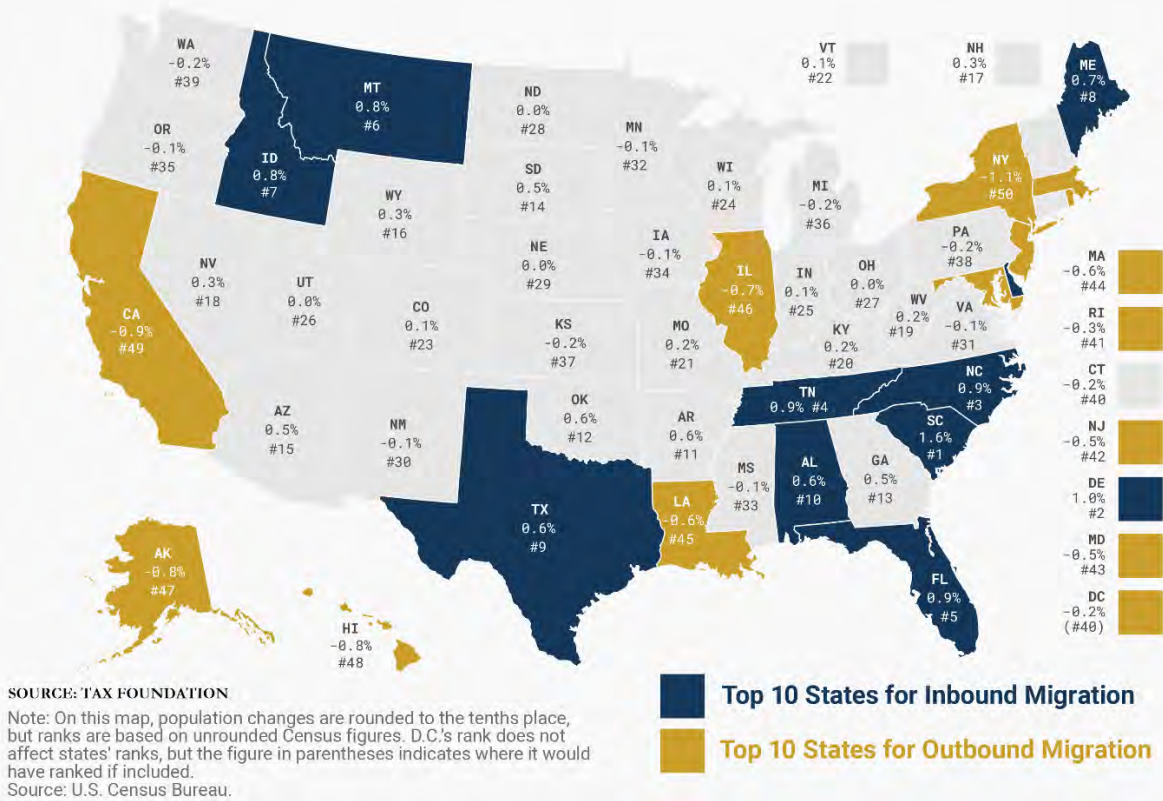 WA
-0.2%
#39
OR
-0.1%
#35
CA
-0.9%
#49
MT
0.8%
#6
ID
0.8%
#7
WY
0.3%
#16
NV
0.3%
#18
UT
0.0%
#26
CO
0.1%
#23
AZ
0.5%
#15
NM
-0.1%
#30
ND
0.0%
#28
SD
0.5%
#14
NE
0.0%
#29
KS
-0.2%
#37
OK
0.6%
#12
TX
0.6%
#9
MN
-0.1%
#32
IA
-0.1%
#34
MO
0.2%
#21
AR
0.6%
#11
LA
-0.6%
#45
WI
0.1%
#24
IL
-0.7%
#46
MI
-0.2%
#36
IN
0.1%
#25
OH
0.0%
#27
KY
0.2%
#20
WV
0.2%
#19
VA
-0.1%
#31
TN
0.9% #4
NC
0.9%
#3
SC
1.6%
#1
MS
-0.1%
#33
AL
0.6%
#10
GA
0.5%
#13
FL
0.9%
#5
PA
-0.2%
#38
NY
-1.1%
#50
VT
0.1%
#22
NH
0.3%
#17
ME
0.7%
#8
MA
-0.6%
#44
RI
-0.3%
#41
CT
-0.2%
#40
NJ
-0.5%
#42
DE
1.0%
#2
MD
-0.5%
#43
DC
-0.2%
(#40)
AK
-0.8%
#47
HI
-0.8%
#48
Top 10 States for Inbound Migration
Top 10 States for Outbound Migration
SOURCE: TAX FOUNDATION
Note: On this map, population changes are rounded to the tenths place,
but ranks are based on unrounded Census figures. D.C.'s rank does not
affect states' ranks, but the figure in parentheses indicates where it would
have ranked if included.
Source: U.S. Census Bureau.